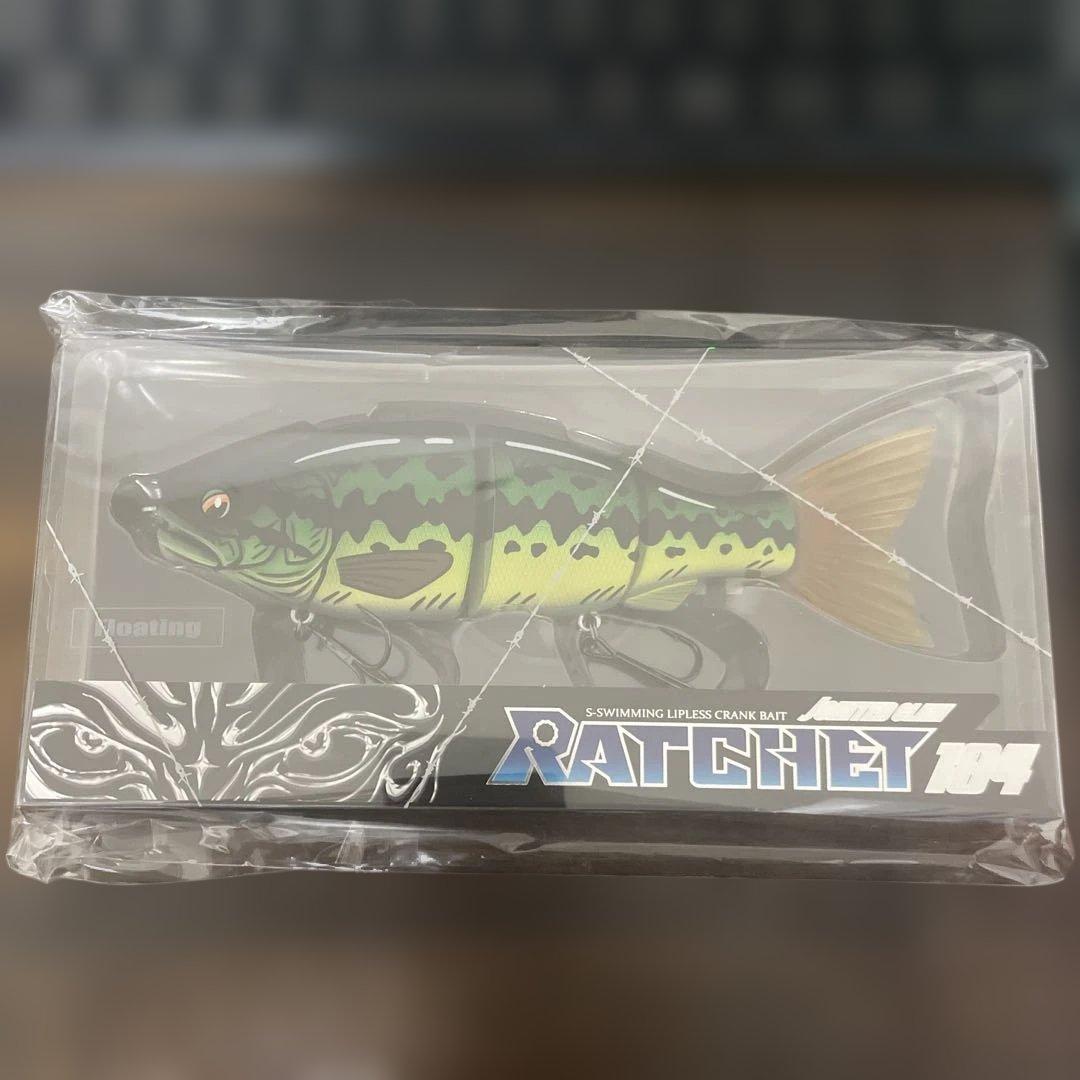 Floating
S-SWIMMING LIPLESS CRANK BAIT
JOINTED CLAW
RATCHET 184